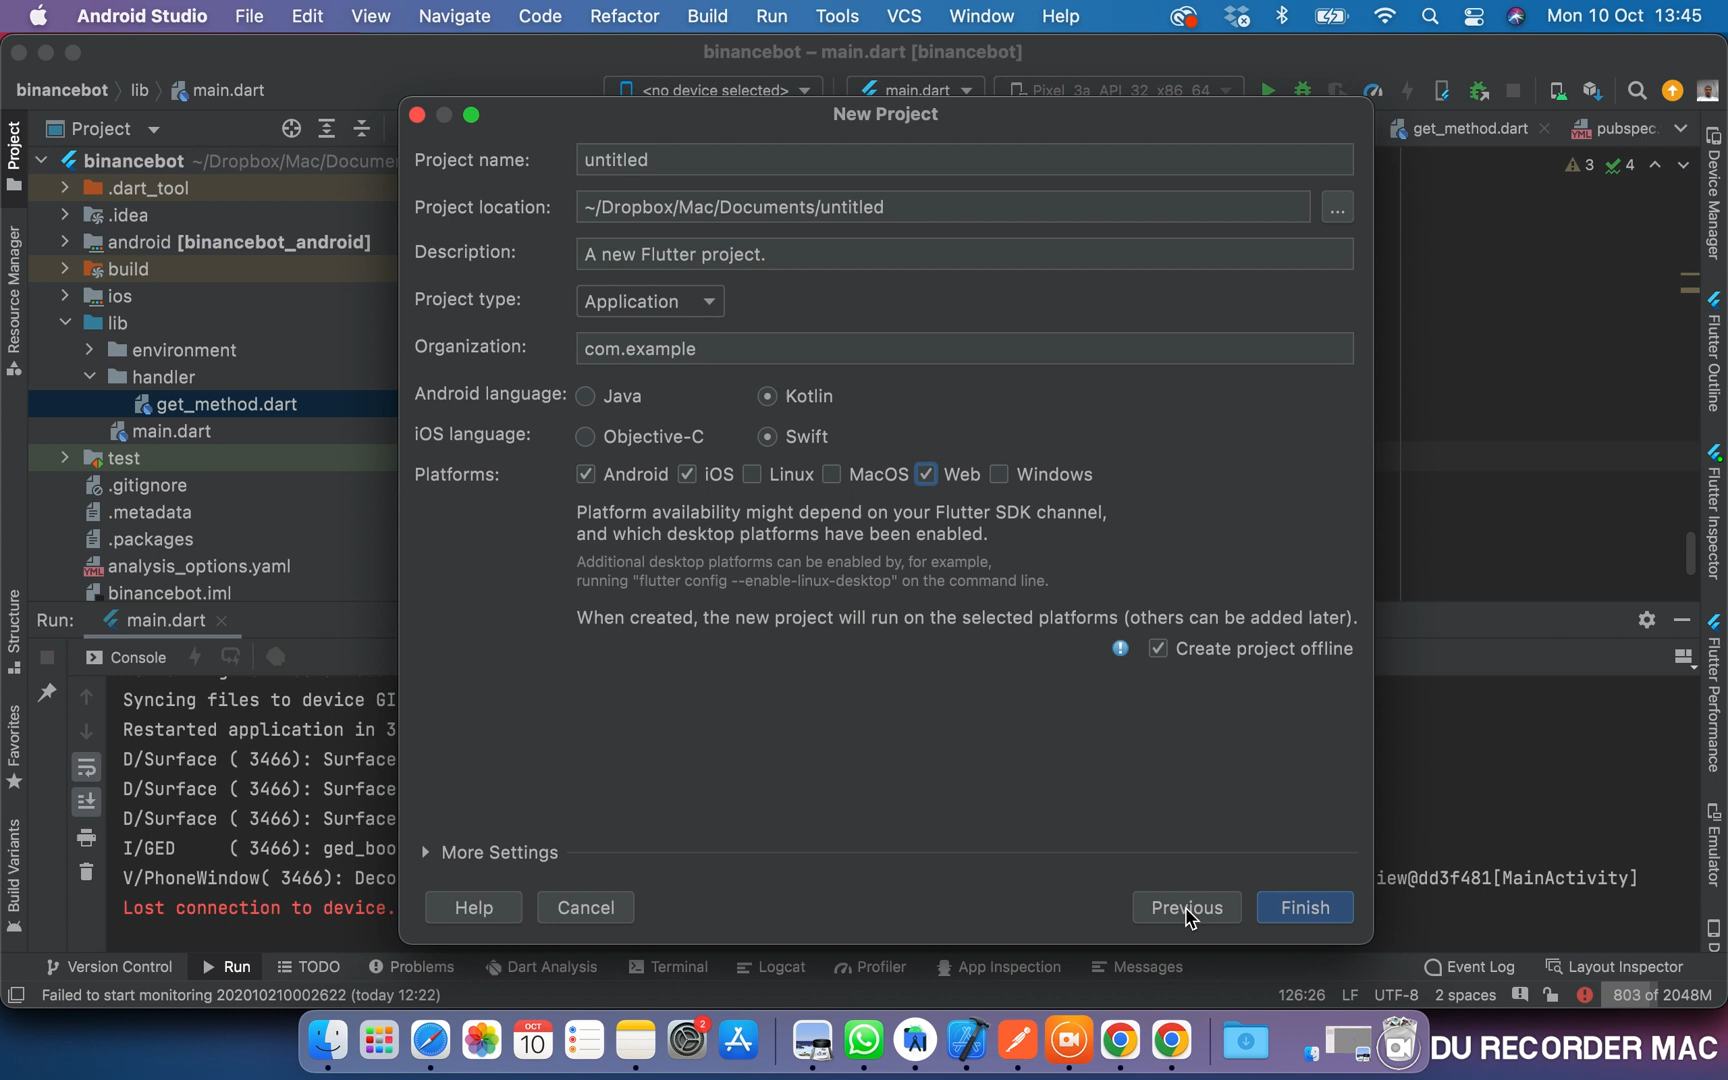 Android Studio File Edit View Navigate Code Refactor Build Run Tools VCS Window Help Mon 10 Oct 13:45
binancebot – main.dart [binancebot]
binancebot lib main.dart <no device selected> main.dart Pixel_3a_API_32_x86_64
Project
New Project
get_method.dart
pubspec.
binancebot ~/Dropbox/Mac/Docume
.dart_tool
.idea
android [binancebot_android]
build
ios
lib
environment
handler
get_method.dart
main.dart
test
.gitignore
.metadata
.packages
analysis_options.yaml
binancebot.iml
3 4
Project name: untitled
Project location: ~/Dropbox/Mac/Documents/untitled ...
Description: A new Flutter project.
Project type: Application
Organization: com.example
Android language: Java Kotlin
iOS language: Objective-C Swift
Platforms: Android iOS Linux MacOS Web Windows
Platform availability might depend on your Flutter SDK channel,
and which desktop platforms have been enabled.
Additional desktop platforms can be enabled by, for example,
running "flutter config --enable-linux-desktop" on the command line.
When created, the new project will run on the selected platforms (others can be added later).
Create project offline
More Settings
Help Cancel Previous Finish
Run: main.dart
Console
Syncing files to device GI
Restarted application in 3
D/Surface ( 3466): Surface
D/Surface ( 3466): Surface
D/Surface ( 3466): Surface
I/GED ( 3466): ged_boo
V/PhoneWindow( 3466): Deco
iew@dd3f481[MainActivity]
Lost connection to device.
Project
Resource Manager
Structure
Favorites
Build Variants
Device Manager
Flutter Outline
Flutter Inspector
Flutter Performance
Emulator
D
Version Control Run TODO Problems Dart Analysis Terminal Logcat Profiler App Inspection Messages Event Log Layout Inspector
Failed to start monitoring 202010210002622 (today 12:22) 126:26 LF UTF-8 2 spaces 803 of 2048M
OCT
10
2
DU RECORDER MAC